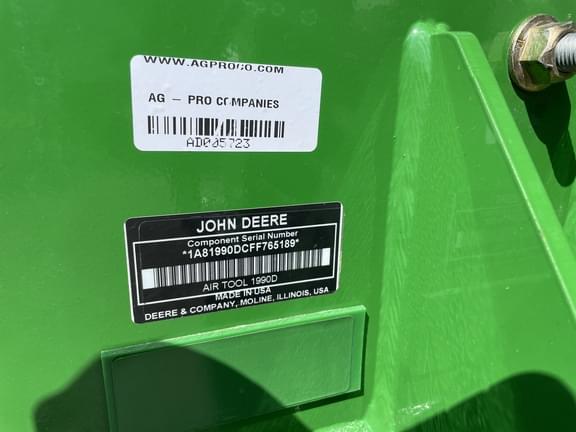 WWW.AGPROCO.COM
AG – PRO COMPANIES
AD005723
JOHN DEERE
Component Serial Number
*1A81990DCFF765189*
AIR TOOL 1990D
MADE IN USA
DEERE & COMPANY, MOLINE, ILLINOIS, USA